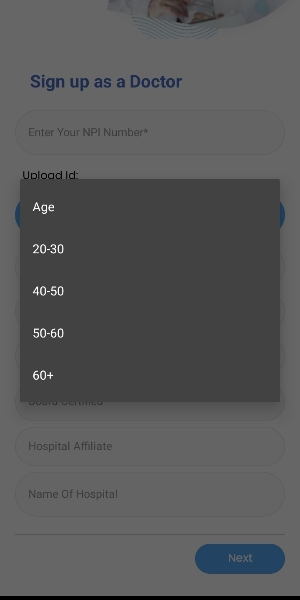 Sign up as a Doctor
Enter Your NPI Number*
Upload Id:
Age
20-30
40-50
50-60
60+
Board Certified
Hospital Affiliate
Name Of Hospital
Next